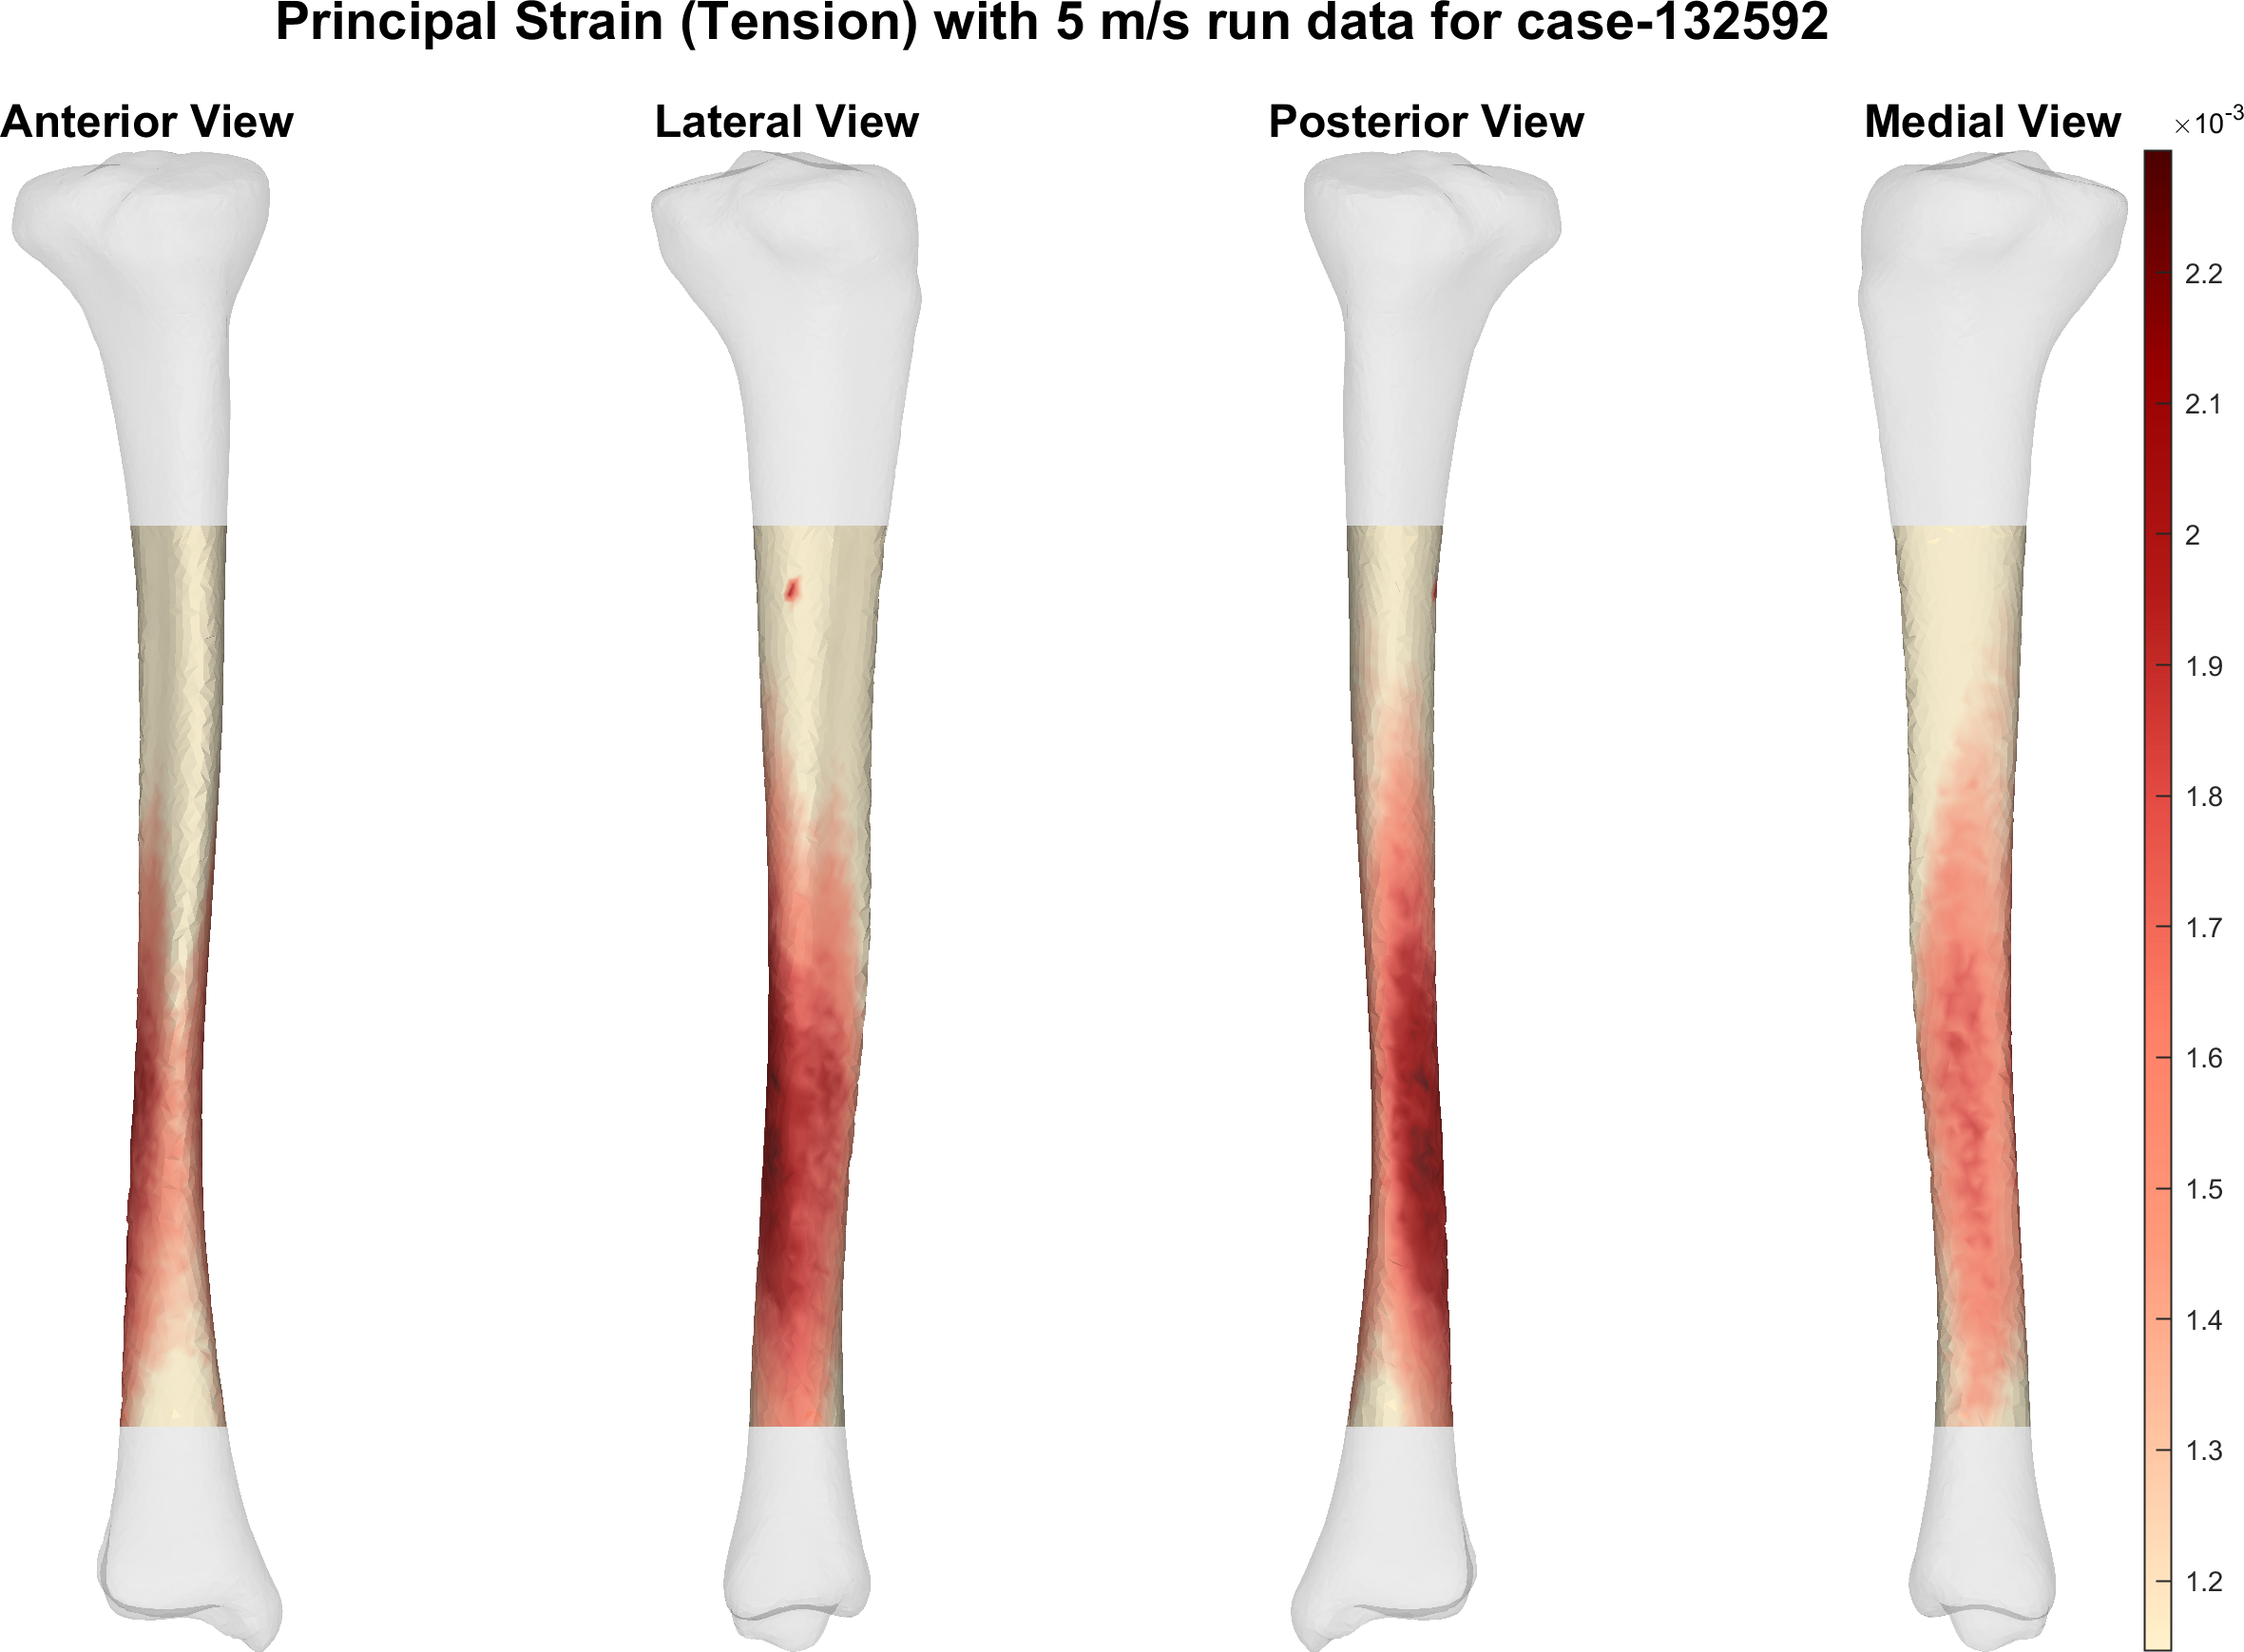 Principal Strain (Tension) with 5 m/s run data for case-132592
Anterior View
Lateral View
Posterior View
Medial View
×10-3
2.2
2.1
2
1.9
1.8
1.7
1.6
1.5
1.4
1.3
1.2